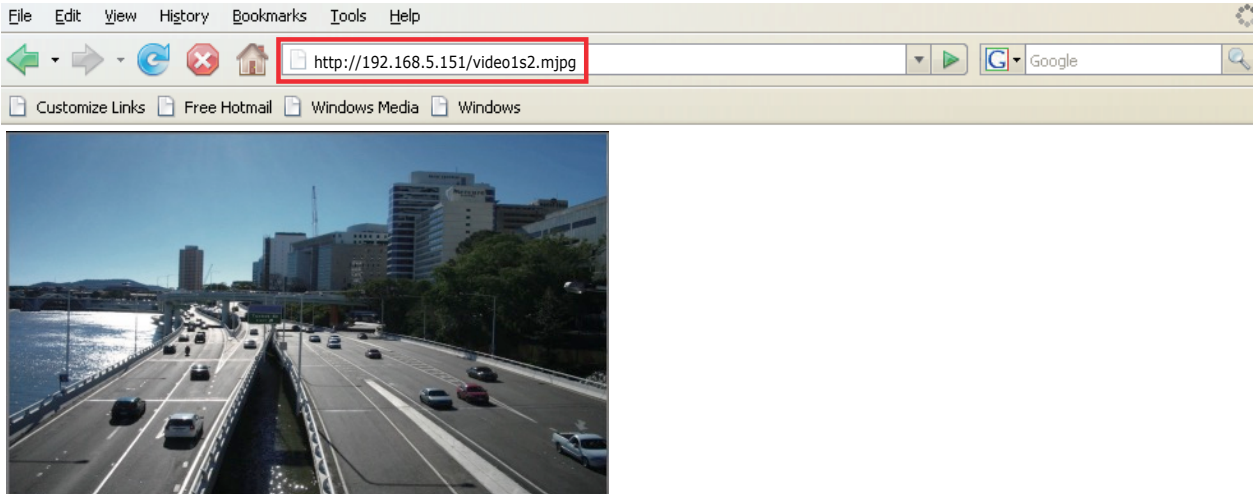 File Edit View History Bookmarks Tools Help
http://192.168.5.151/video1s2.mjpg G Google
Customize Links Free Hotmail Windows Media Windows